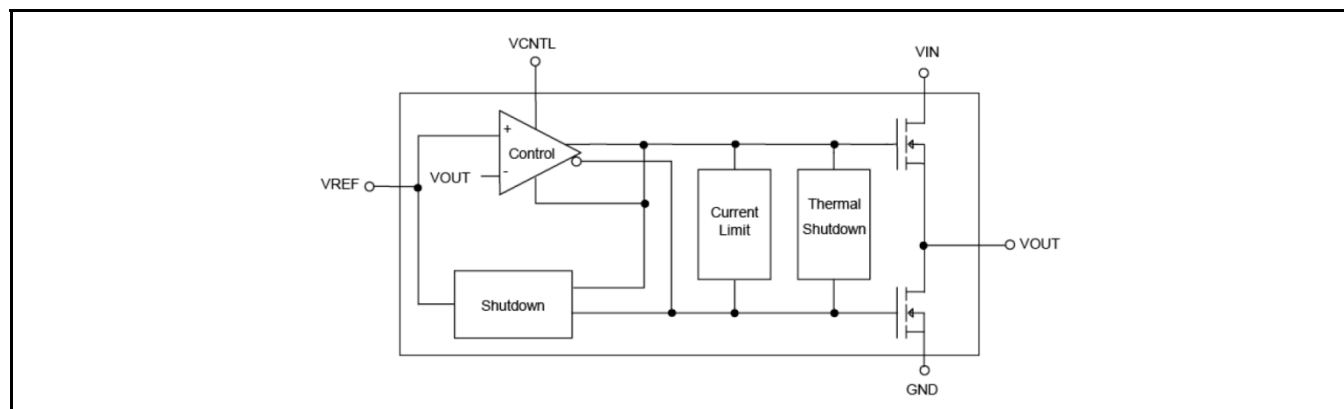 VCNTL
VIN
+
Control
VOUT
-
VREF
Current
Limit
Thermal
Shutdown
VOUT
Shutdown
GND